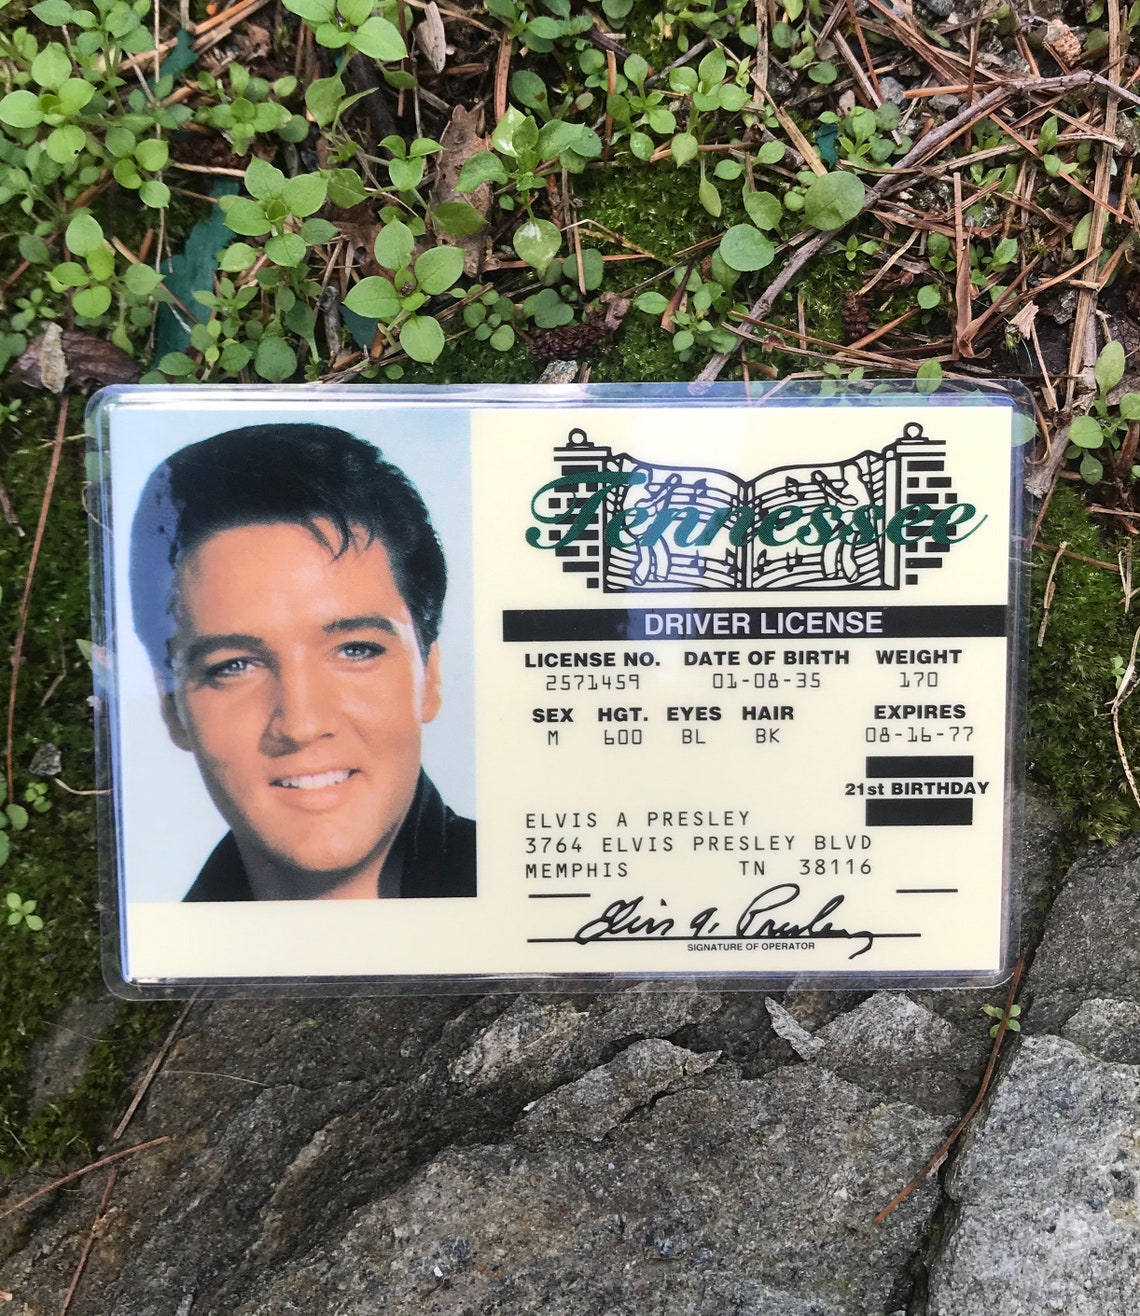 Tennessee
DRIVER LICENSE
LICENSE NO. DATE OF BIRTH WEIGHT
2571459 01-08-35 170
SEX HGT. EYES HAIR EXPIRES
M 600 BL BK 08-16-77
21st BIRTHDAY
ELVIS A PRESLEY
3764 ELVIS PRESLEY BLVD
MEMPHIS TN 38116
Elvis A. Presley
SIGNATURE OF OPERATOR